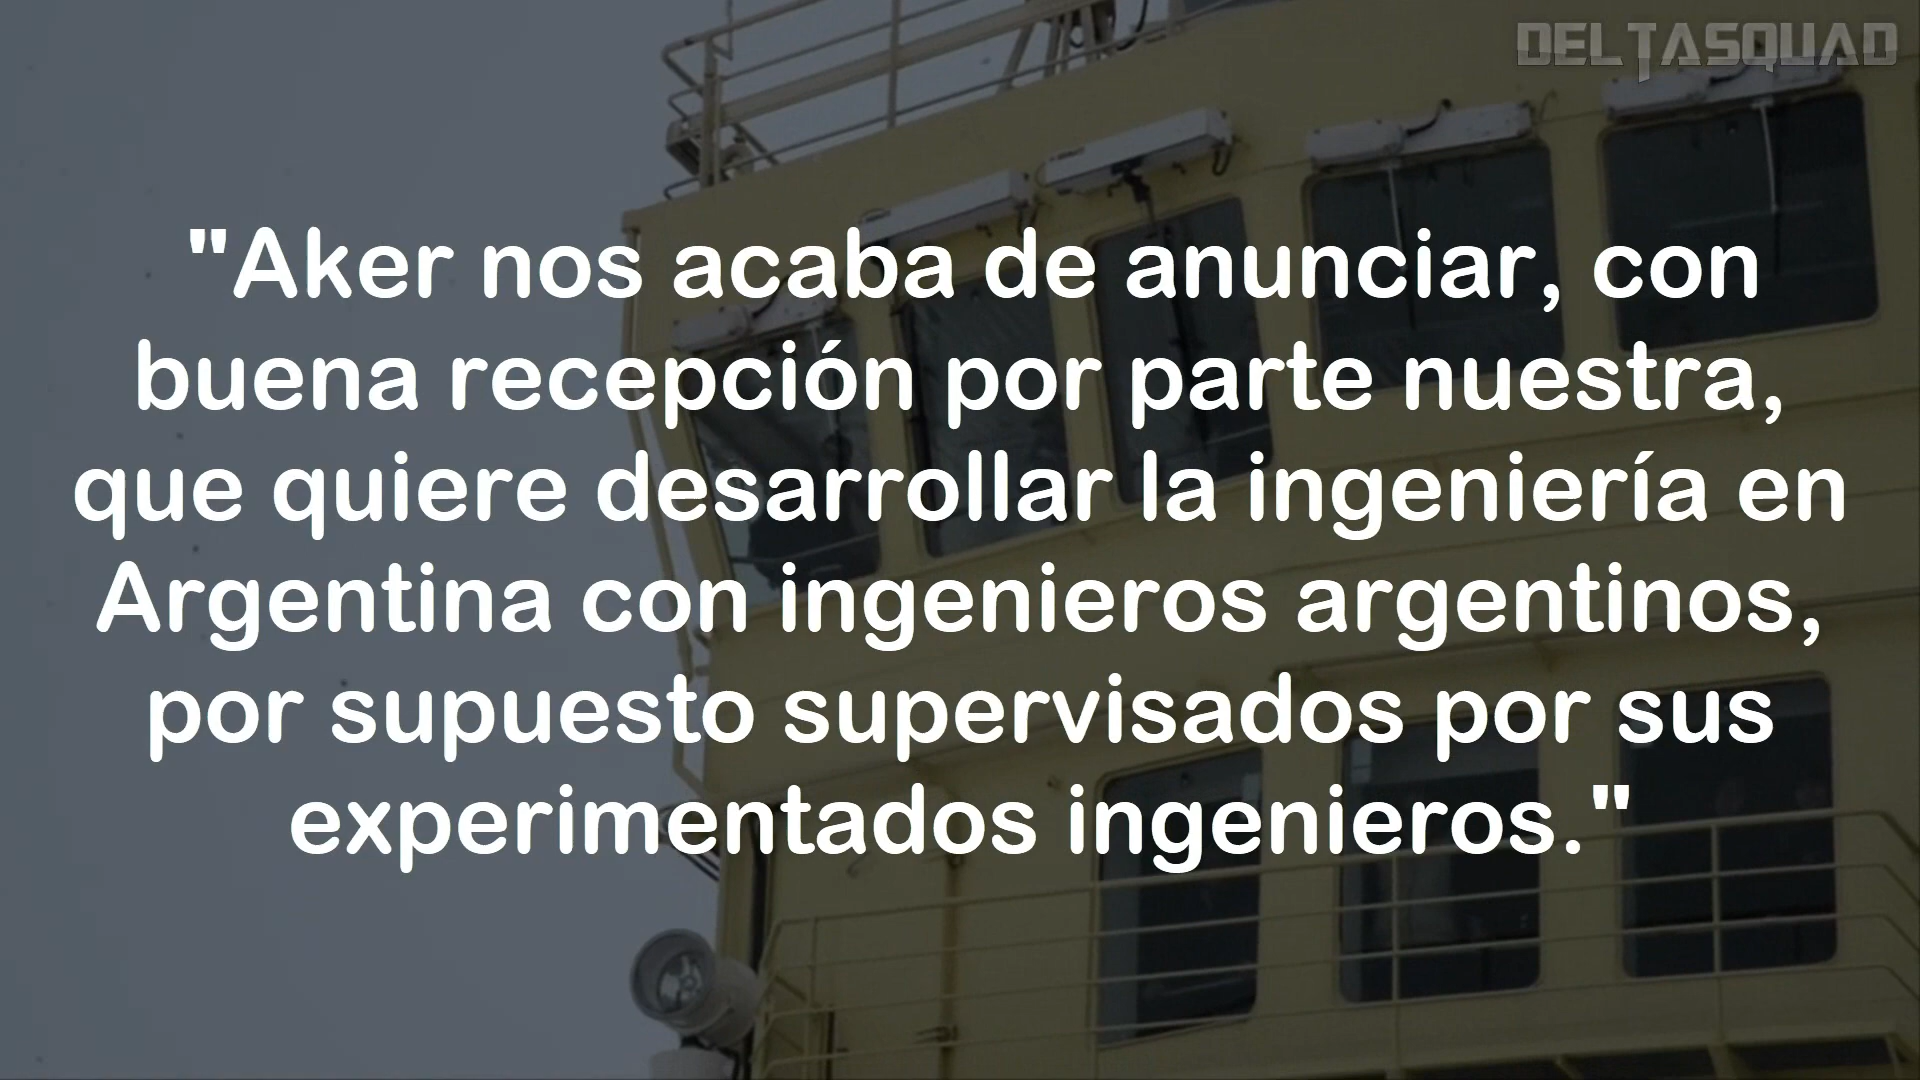 DELTASQUAD
"Aker nos acaba de anunciar, con
buena recepción por parte nuestra,
que quiere desarrollar la ingeniería en
Argentina con ingenieros argentinos,
por supuesto supervisados por sus
experimentados ingenieros."